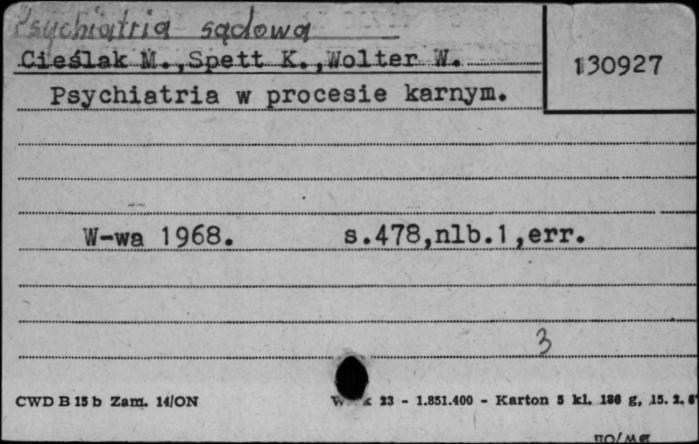 Psychiatria sądowa
Cieślak M.,Spett K.,Wolter W.
130927
Psychiatria w procesie karnym.
W-wa 1968. s.478,nlb.1,err.
3
CWD B 15 b Zam. 14/ON 23 - 1.851.400 - Karton 5 kl. 180 g, 15. 2. 6